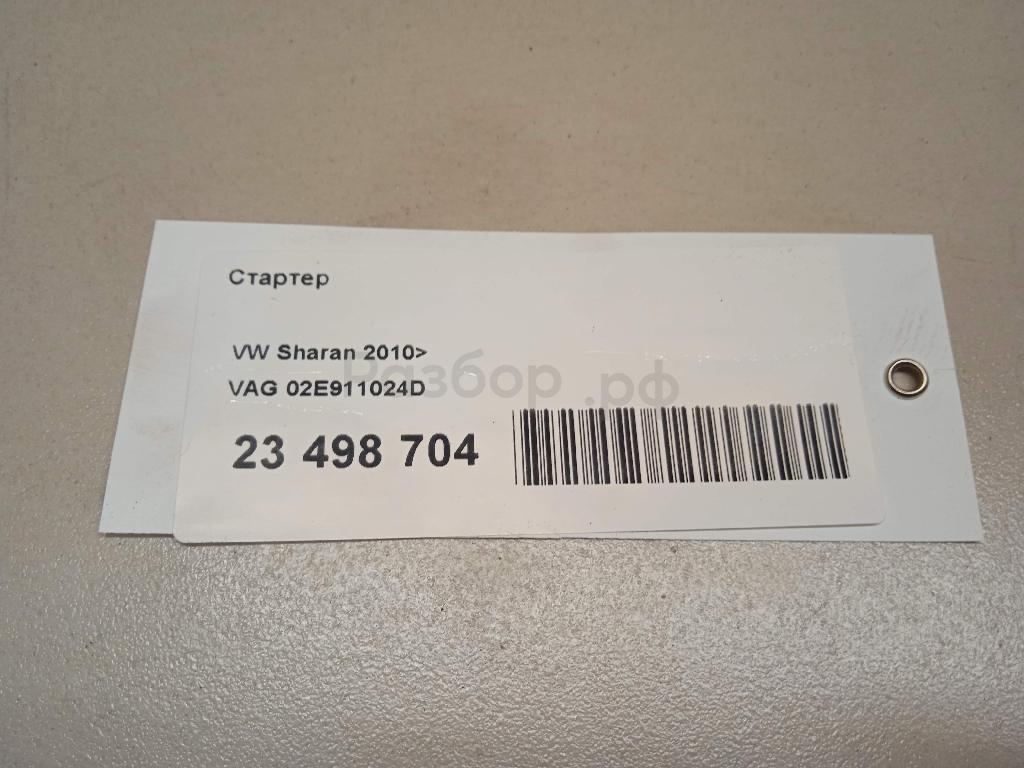 Стартер
VW Sharan 2010>
Разбор.рф
VAG 02E911024D
23 498 704